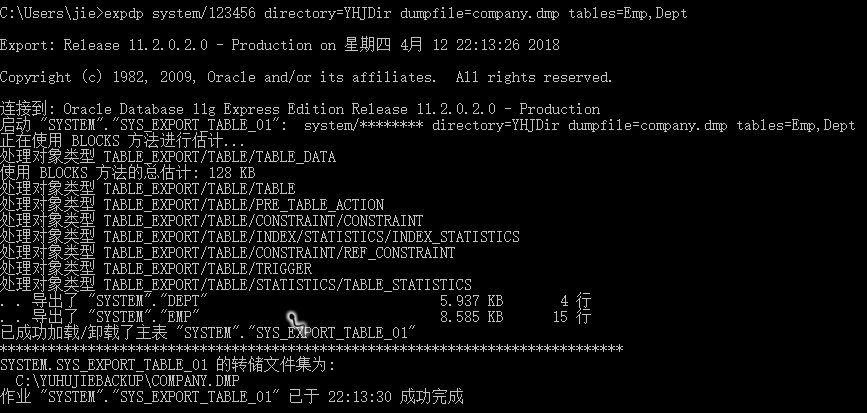 C:\Users\jie>expdp system/123456 directory=YHJDir dumpfile=company.dmp tables=Emp,Dept
Export: Release 11.2.0.2.0 - Production on 星期四 4月 12 22:13:26 2018
Copyright (c) 1982, 2009, Oracle and/or its affiliates.  All rights reserved.
连接到: Oracle Database 11g Express Edition Release 11.2.0.2.0 - Production
启动 "SYSTEM"."SYS_EXPORT_TABLE_01":  system/******** directory=YHJDir dumpfile=company.dmp tables=Emp,Dept
正在使用 BLOCKS 方法进行估计...
处理对象类型 TABLE_EXPORT/TABLE/TABLE_DATA
使用 BLOCKS 方法的总估计: 128 KB
处理对象类型 TABLE_EXPORT/TABLE/TABLE
处理对象类型 TABLE_EXPORT/TABLE/PRE_TABLE_ACTION
处理对象类型 TABLE_EXPORT/TABLE/CONSTRAINT/CONSTRAINT
处理对象类型 TABLE_EXPORT/TABLE/INDEX/STATISTICS/INDEX_STATISTICS
处理对象类型 TABLE_EXPORT/TABLE/CONSTRAINT/REF_CONSTRAINT
处理对象类型 TABLE_EXPORT/TABLE/TRIGGER
处理对象类型 TABLE_EXPORT/TABLE/STATISTICS/TABLE_STATISTICS
. . 导出了 "SYSTEM"."DEPT"                             5.937 KB       4 行
. . 导出了 "SYSTEM"."EMP"                              8.585 KB      15 行
已成功加载/卸载了主表 "SYSTEM"."SYS_EXPORT_TABLE_01"
******************************************************************************
SYSTEM.SYS_EXPORT_TABLE_01 的转储文件集为:
  C:\YUHUJIEBACKUP\COMPANY.DMP
作业 "SYSTEM"."SYS_EXPORT_TABLE_01" 已于 22:13:30 成功完成